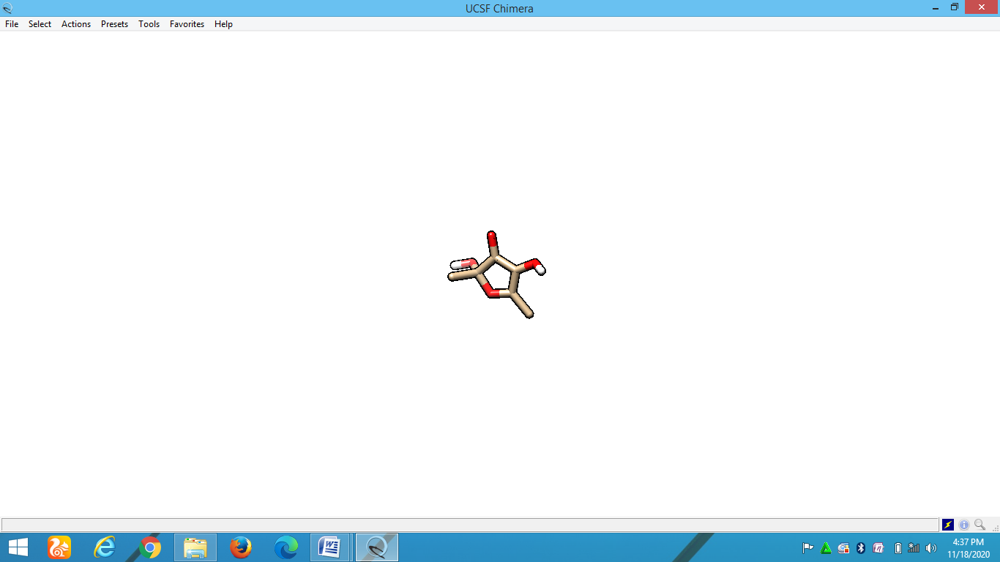 UCSF Chimera
File Select Actions Presets Tools Favorites Help
4:37 PM
11/18/2020